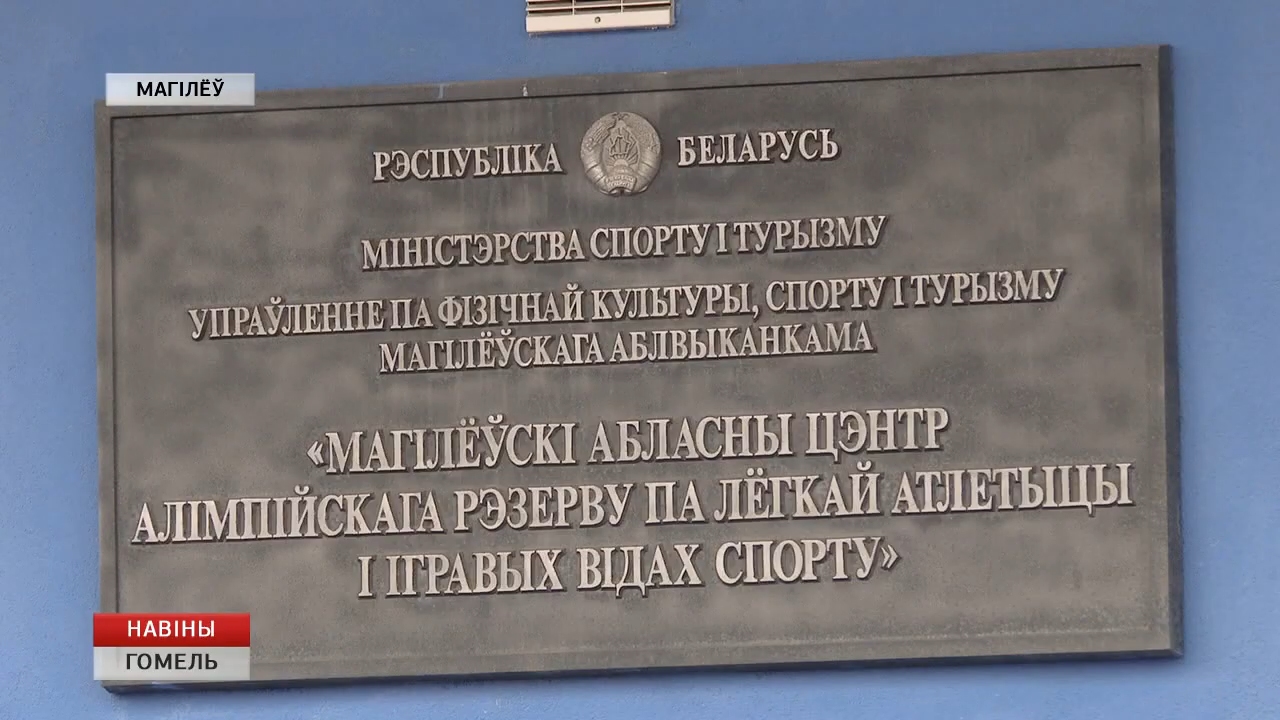 МАГІЛЁЎ
РЭСПУБЛІКА БЕЛАРУСЬ
МІНІСТЭРСТВА СПОРТУ І ТУРЫЗМУ
УПРАЎЛЕННЕ ПА ФІЗІЧНАЙ КУЛЬТУРЫ, СПОРТУ І ТУРЫЗМУ
МАГІЛЁЎСКАГА АБЛВЫКАНКАМА
«МАГІЛЁЎСКІ АБЛАСНЫ ЦЭНТР
АЛІМПІЙСКАГА РЭЗЕРВУ ПА ЛЁГКАЙ АТЛЕТЫЦЫ
І ІГРАВЫХ ВІДАХ СПОРТУ»
НАВІНЫ
ГОМЕЛЬ